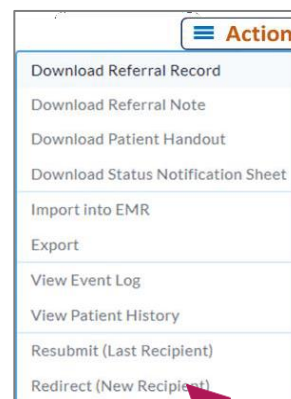 Action
Download Referral Record
Download Referral Note
Download Patient Handout
Download Status Notification Sheet
Import into EMR
Export
View Event Log
View Patient History
Resubmit (Last Recipient)
Redirect (New Recipient)